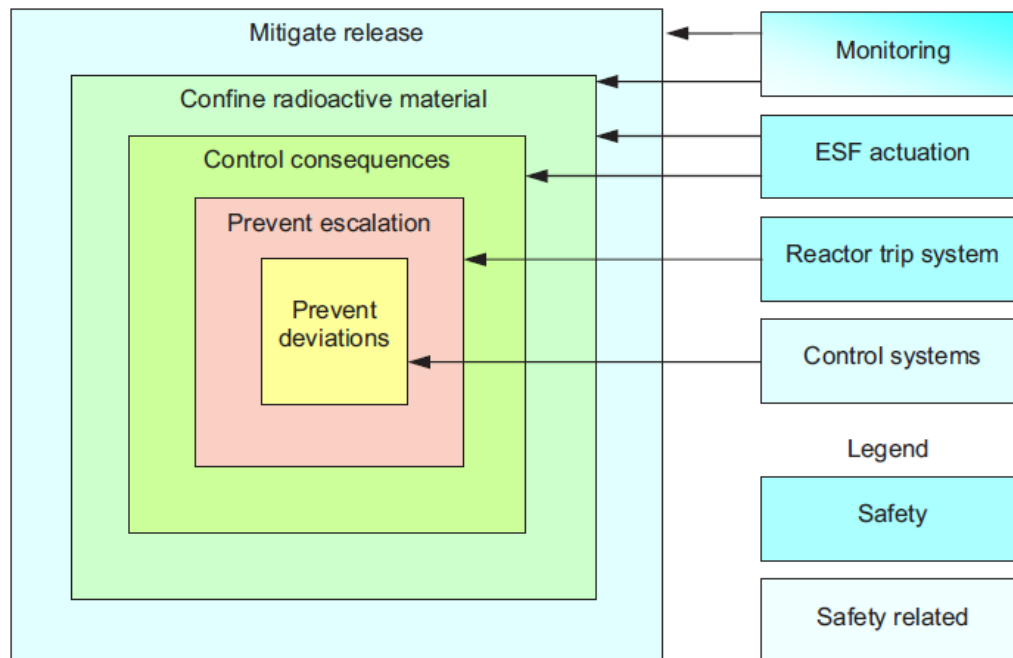 Mitigate release
Confine radioactive material
Control consequences
Prevent escalation
Prevent
deviations
Monitoring
ESF actuation
Reactor trip system
Control systems
Legend
Safety
Safety related